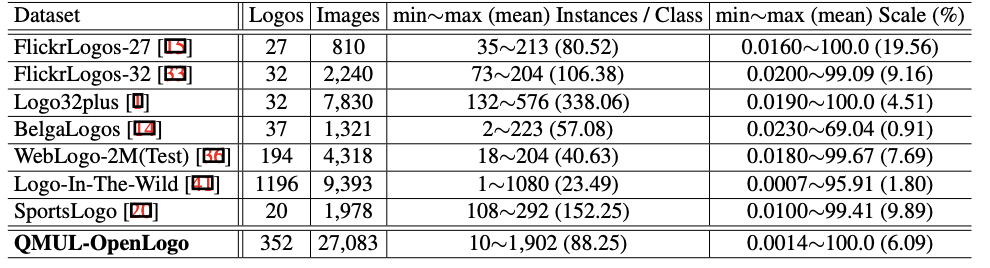 Dataset Logos Images min∼max (mean) Instances / Class min∼max (mean) Scale (%)
FlickrLogos-27 [15] 27 810 35∼213 (80.52) 0.0160∼100.0 (19.56)
FlickrLogos-32 [33] 32 2,240 73∼204 (106.38) 0.0200∼99.09 (9.16)
Logo32plus [1] 32 7,830 132∼576 (338.06) 0.0190∼100.0 (4.51)
BelgaLogos [14] 37 1,321 2∼223 (57.08) 0.0230∼69.04 (0.91)
WebLogo-2M(Test) [36] 194 4,318 18∼204 (40.63) 0.0180∼99.67 (7.69)
Logo-In-The-Wild [41] 1196 9,393 1∼1080 (23.49) 0.0007∼95.91 (1.80)
SportsLogo [20] 20 1,978 108∼292 (152.25) 0.0100∼99.41 (9.89)
QMUL-OpenLogo 352 27,083 10∼1,902 (88.25) 0.0014∼100.0 (6.09)